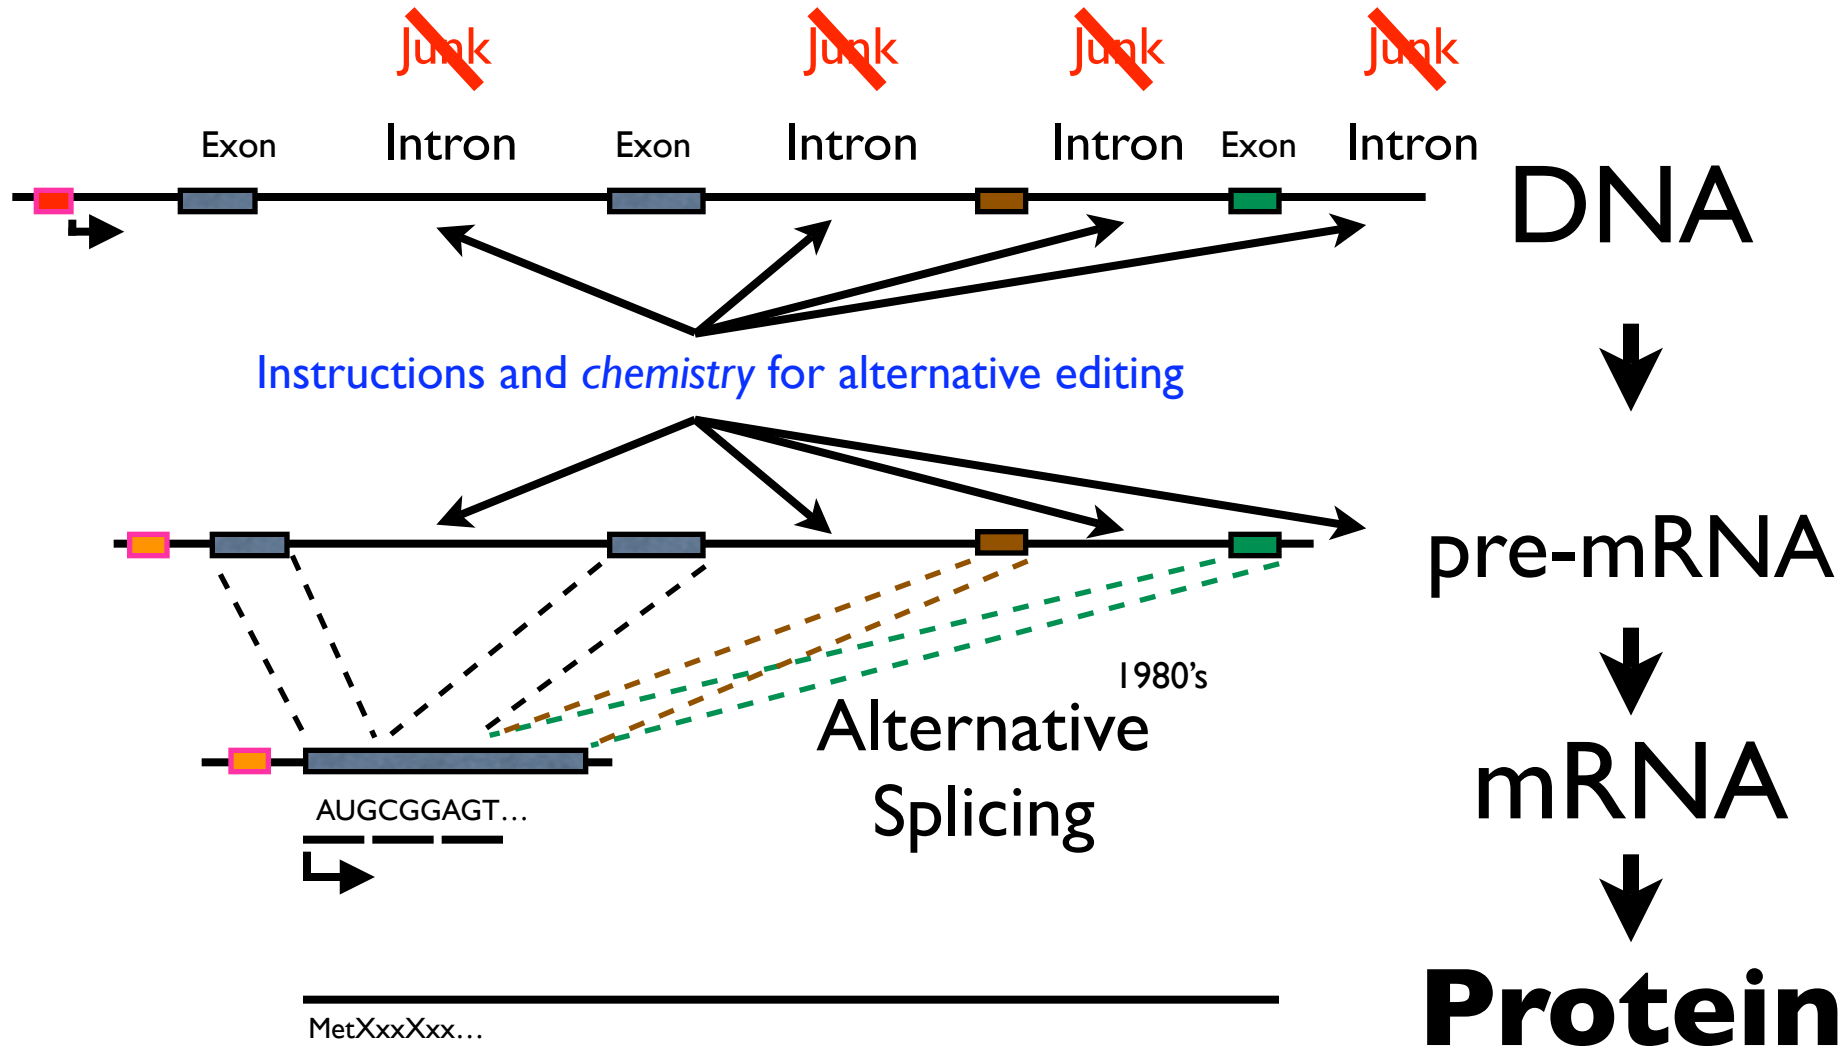 Junk Junk Junk Junk
Exon Intron Exon Intron Intron Exon Intron
DNA
Instructions and chemistry for alternative editing
pre-mRNA
1980's
Alternative
Splicing
mRNA
AUGCGGAGT...
Protein
MetXxxXxx...